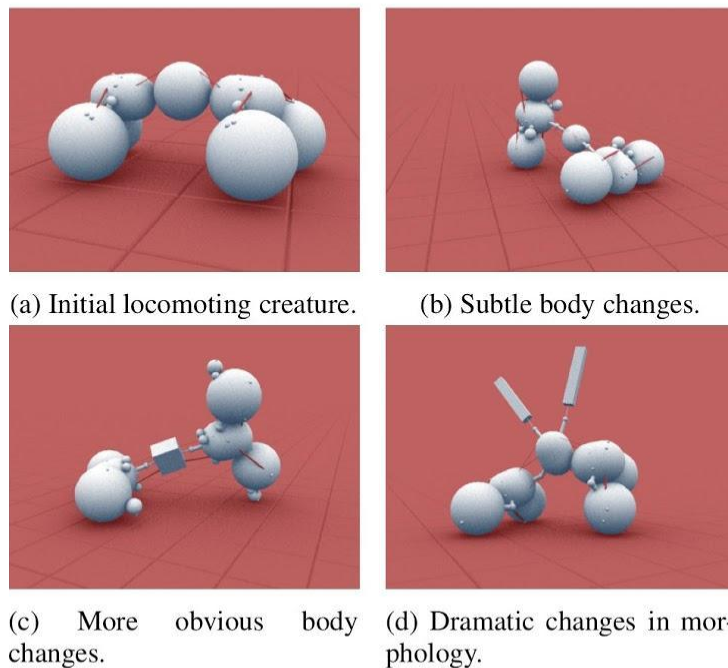 (a) Initial locomoting creature.
(b) Subtle body changes.
(c) More obvious body
changes.
(d) Dramatic changes in mor-
phology.